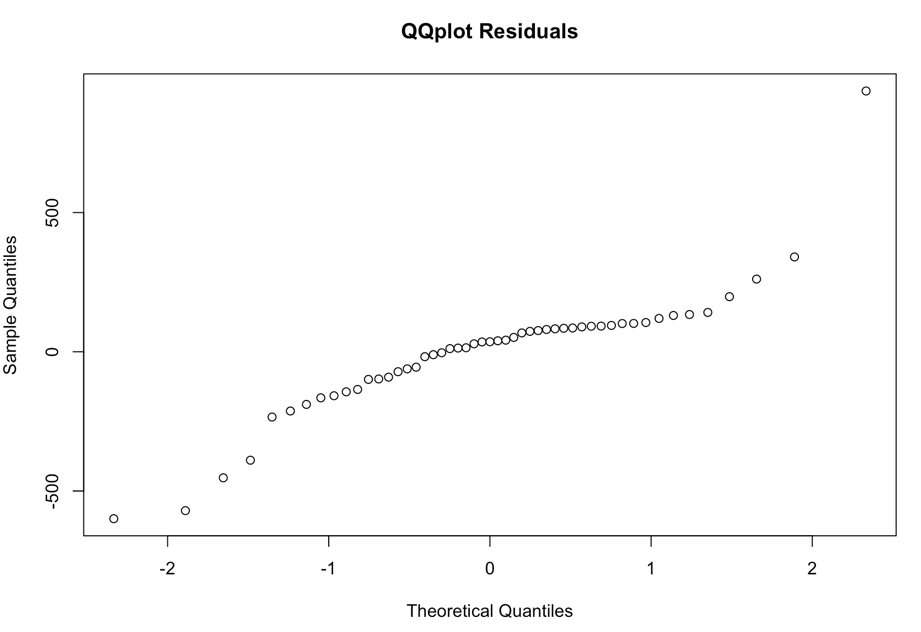 QQplot Residuals
Sample Quantiles
500
0
-500
-2 -1 0 1 2
Theoretical Quantiles